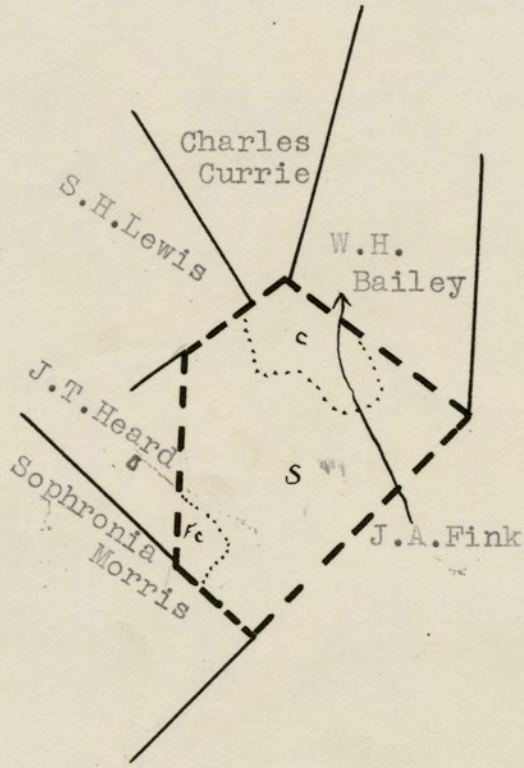 Charles
Currie
S.H.Lewis
W.H.
Bailey
J.T.Heard
C
S
Sophronia
Morris
Fc
J.A.Fink